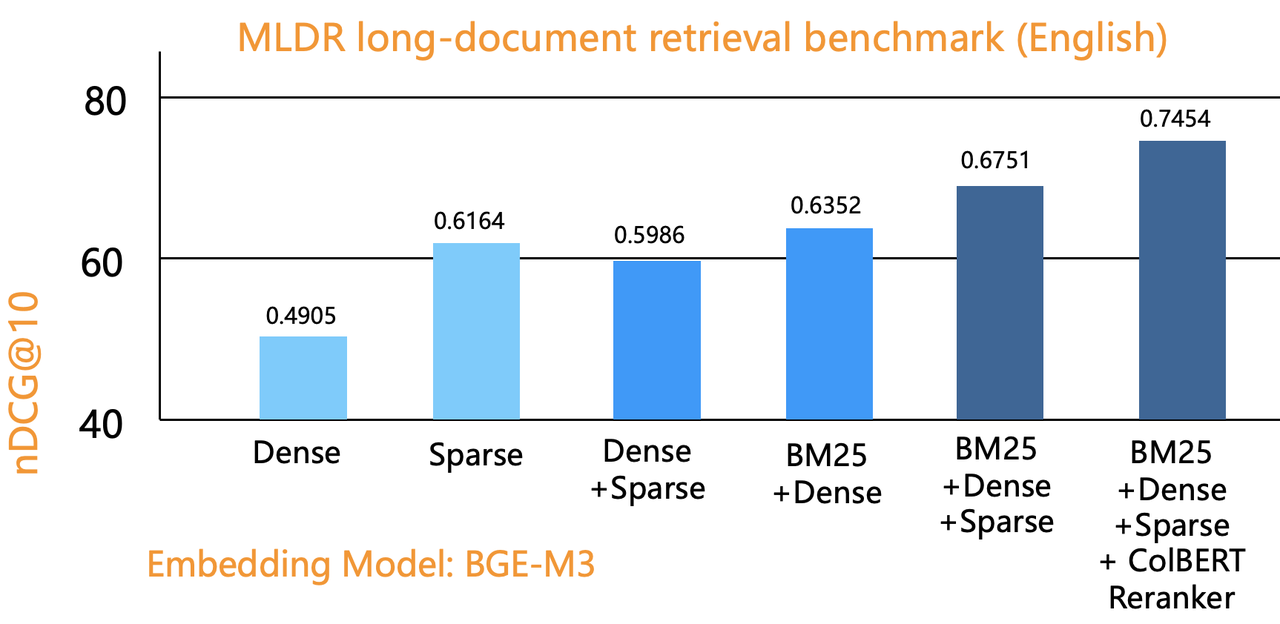 MLDR long-document retrieval benchmark (English)
nDCG@10
80
60
40
0.4905
0.6164
0.5986
0.6352
0.6751
0.7454
Dense
Sparse
Dense
+Sparse
BM25
+Dense
BM25
+Dense
+Sparse
BM25
+Dense
+Sparse
+ ColBERT
Reranker
Embedding Model: BGE-M3